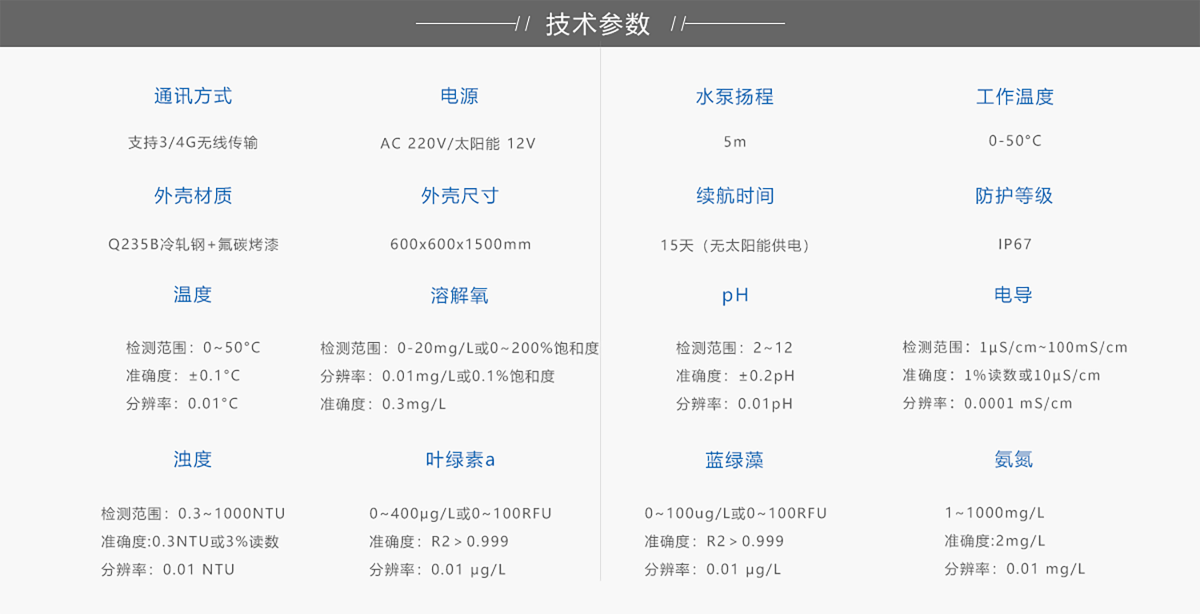 技术参数
通讯方式
支持3/4G无线传输
电源
AC 220V/太阳能 12V
水泵扬程
5m
工作温度
0-50°C
外壳材质
Q235B冷轧钢+氟碳烤漆
外壳尺寸
600x600x1500mm
续航时间
15天（无太阳能供电）
防护等级
IP67
温度
检测范围：0~50°C
准确度：±0.1°C
分辨率：0.01°C
溶解氧
检测范围：0-20mg/L或0~200%饱和度
分辨率：0.01mg/L或0.1%饱和度
准确度：0.3mg/L
pH
检测范围：2~12
准确度：±0.2pH
分辨率：0.01pH
电导
检测范围：1μS/cm~100mS/cm
准确度：1%读数或10μS/cm
分辨率：0.0001 mS/cm
浊度
检测范围：0.3~1000NTU
准确度:0.3NTU或3%读数
分辨率：0.01 NTU
叶绿素a
0~400μg/L或0~100RFU
准确度：R2＞0.999
分辨率：0.01 μg/L
蓝绿藻
0~100ug/L或0~100RFU
准确度：R2＞0.999
分辨率：0.01 μg/L
氨氮
1~1000mg/L
准确度:2mg/L
分辨率：0.01 mg/L